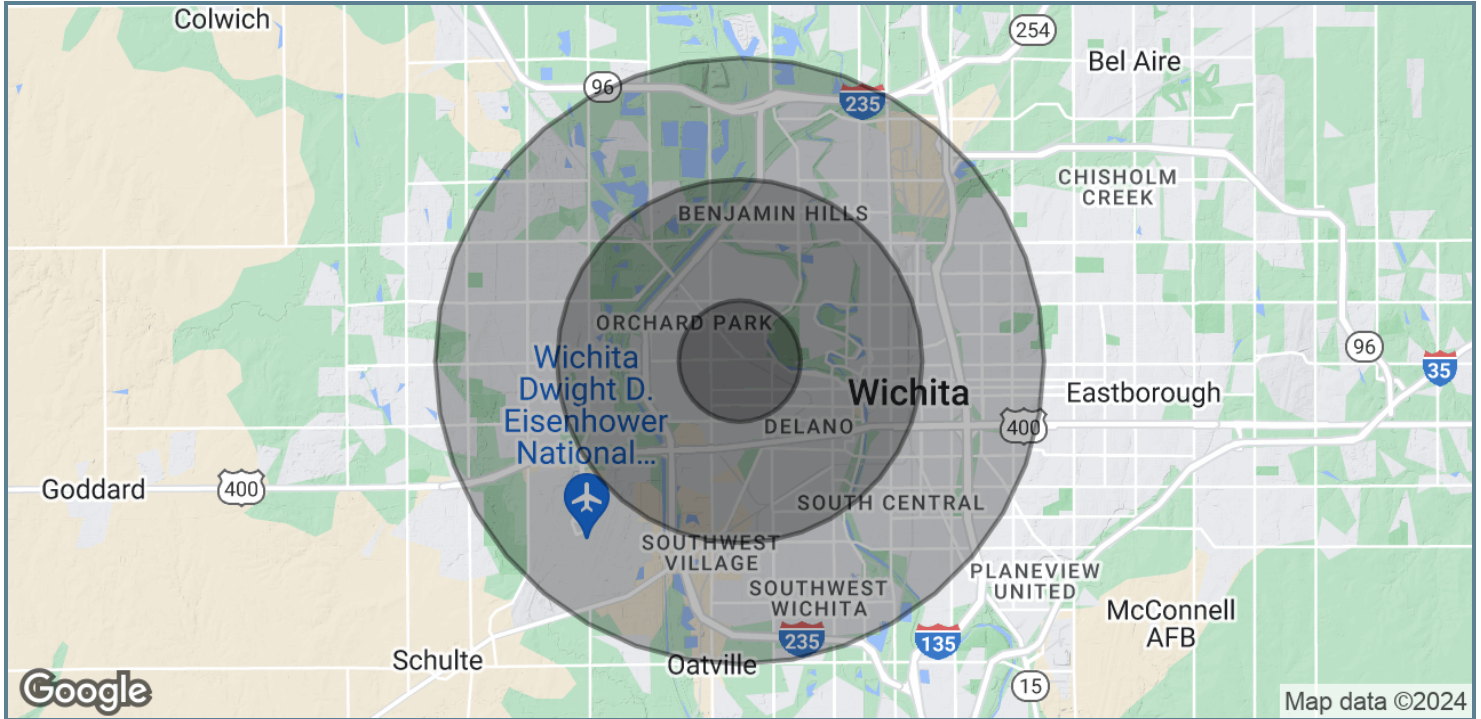 Colwich
254
Bel Aire
96
235
CHISHOLM
CREEK
BENJAMIN HILLS
ORCHARD PARK
96
35
Wichita
Dwight D.
Eisenhower
National...
Wichita
Eastborough
DELANO
400
Goddard
400
SOUTH CENTRAL
SOUTHWEST
VILLAGE
PLANEVIEW
UNITED
SOUTHWEST
WICHITA
McConnell
AFB
235
135
Schulte
Oatville
15
Google
Map data ©2024